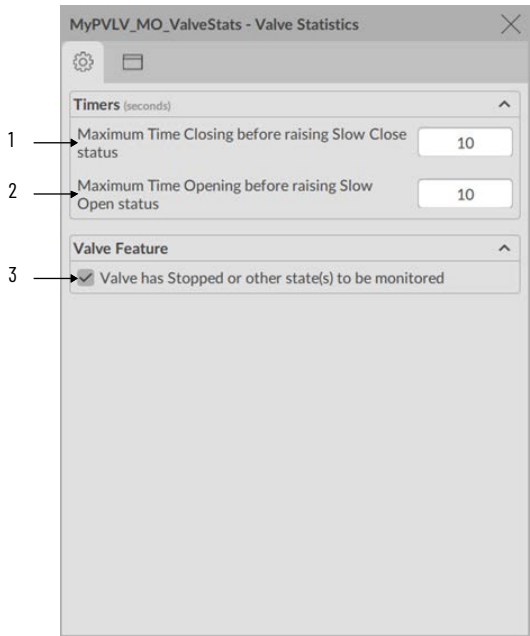 MyPVLV_MO_ValveStats - Valve Statistics
Timers (seconds)
1
Maximum Time Closing before raising Slow Close
status
10
2
Maximum Time Opening before raising Slow
Open status
10
Valve Feature
3
Valve has Stopped or other state(s) to be monitored